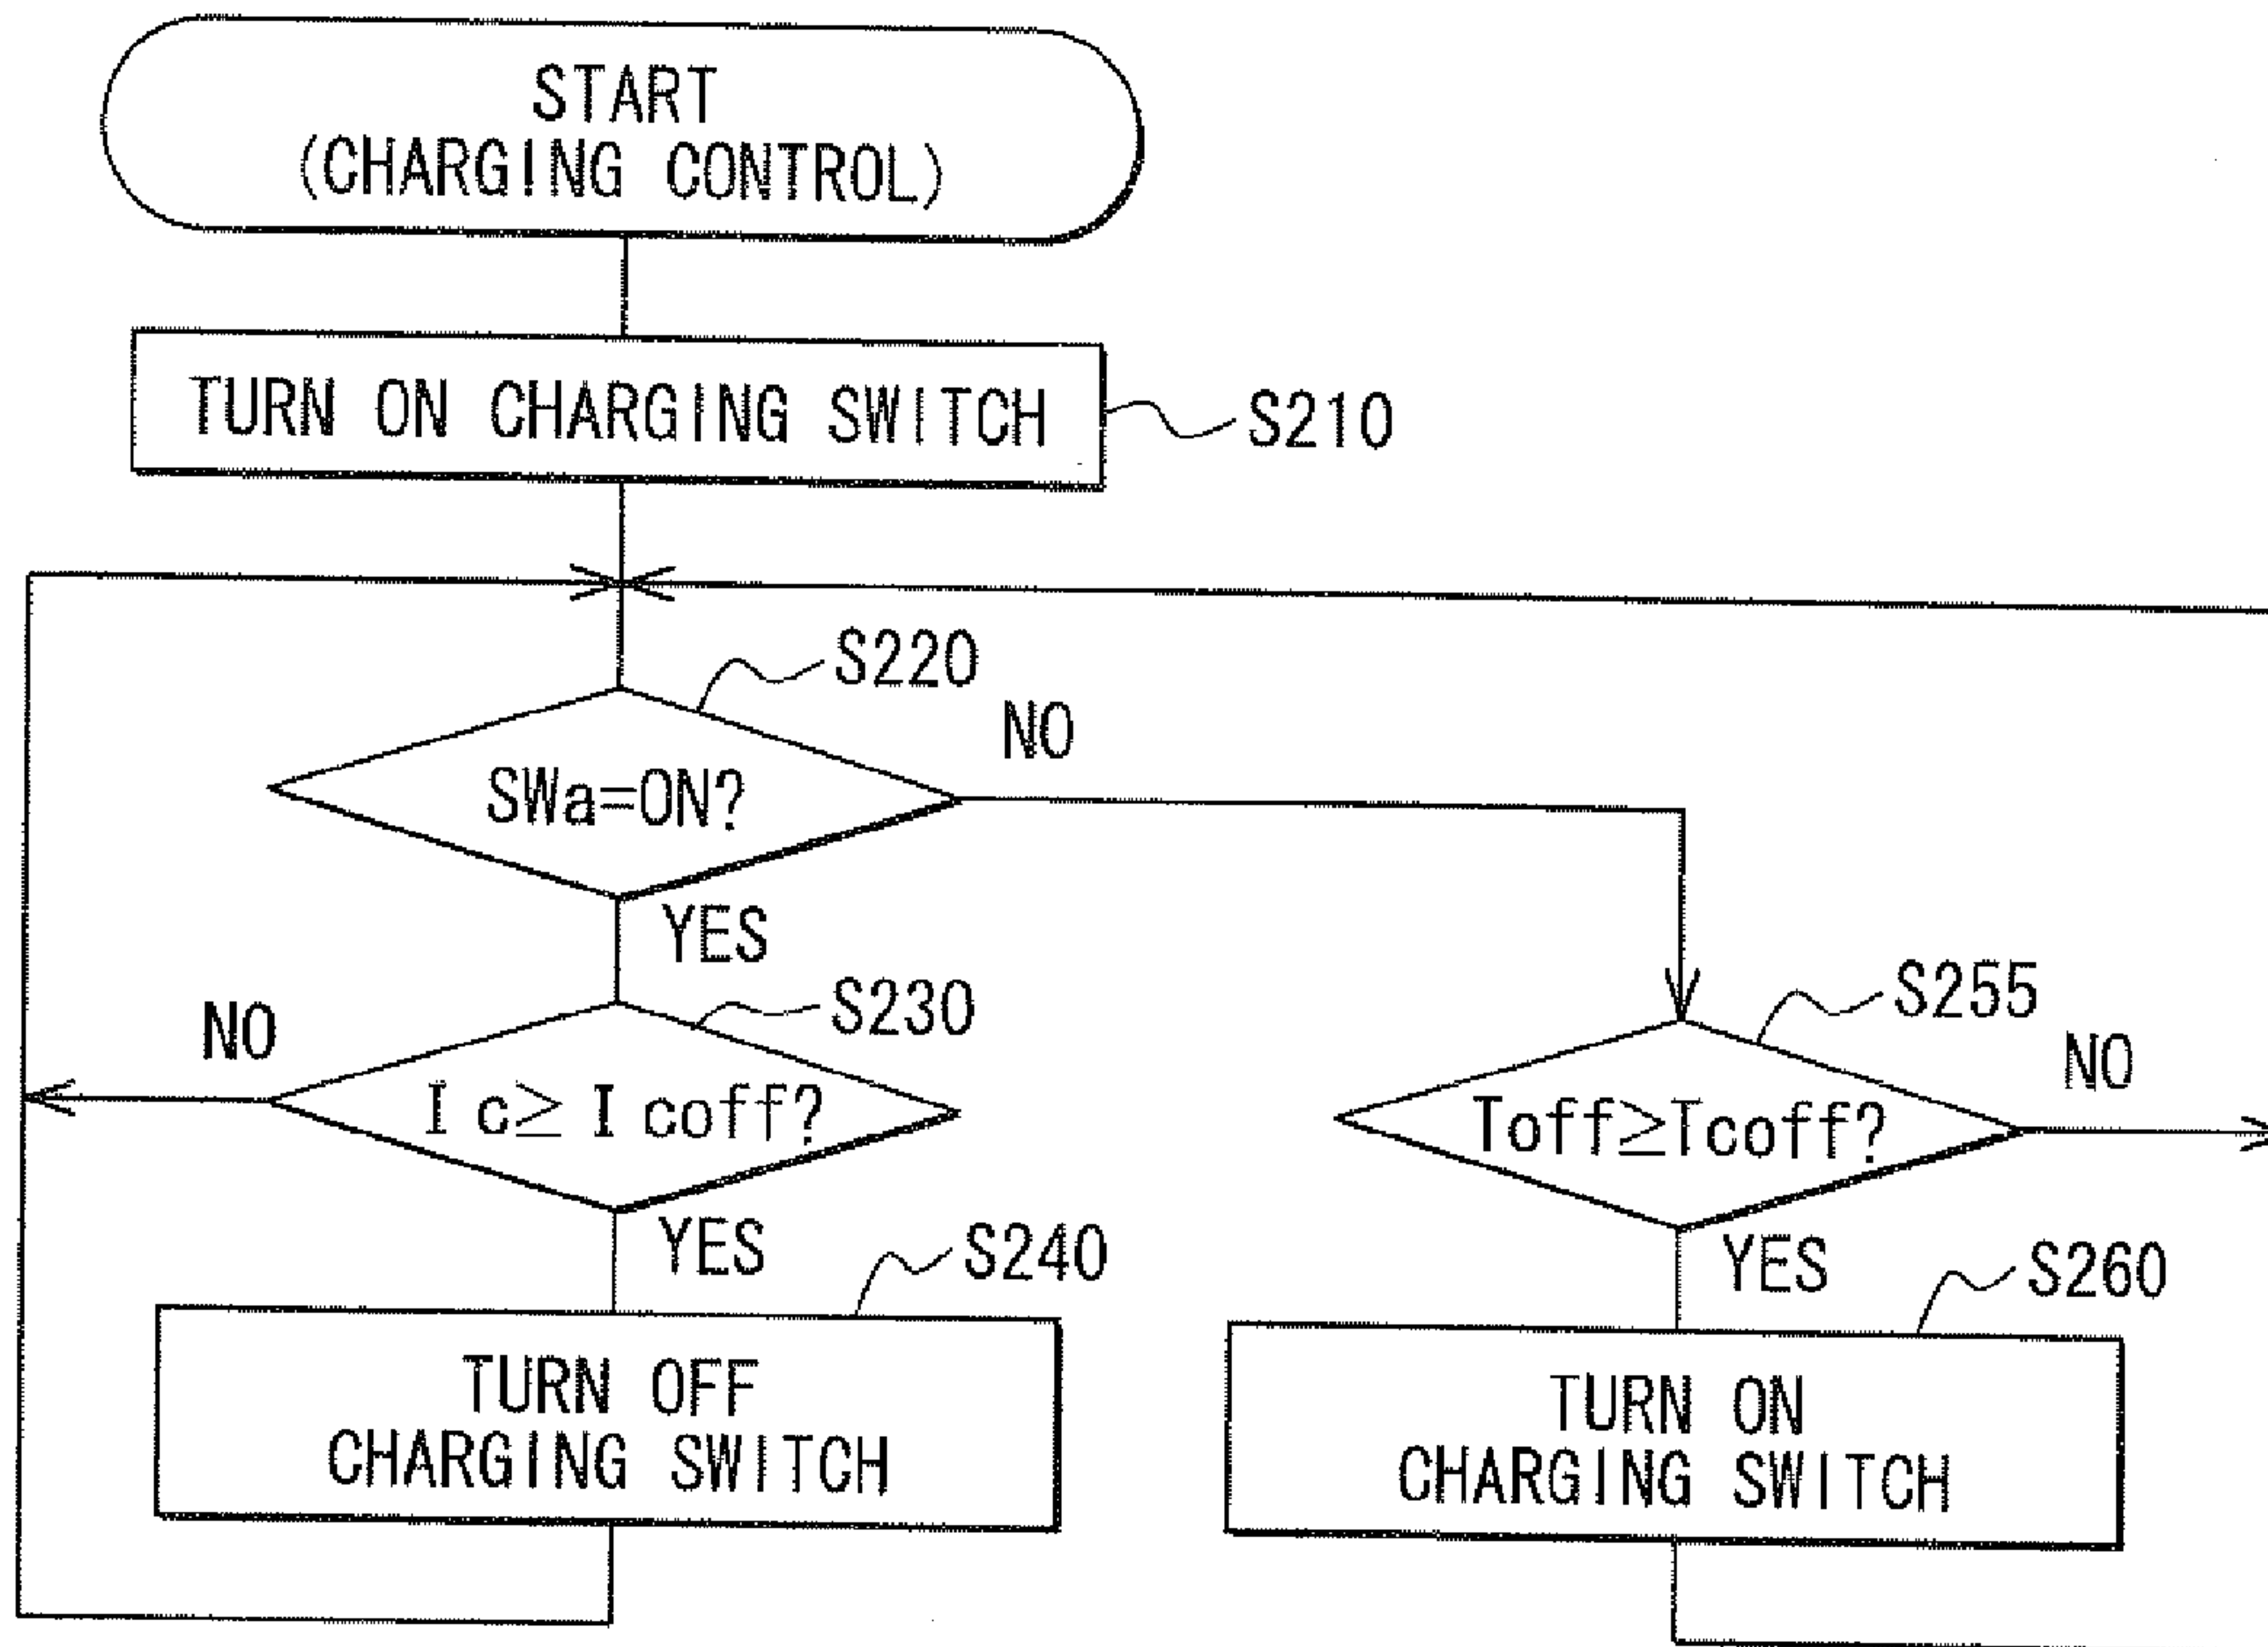 START
(CHARGING CONTROL)
TURN ON CHARGING SWITCH
S210
S220
NO
SWa=ON?
YES
S230
NO
Ic≥Icoff?
YES
S255
NO
Toff≥Tcoff?
YES
S240
TURN OFF
CHARGING SWITCH
S260
TURN ON
CHARGING SWITCH